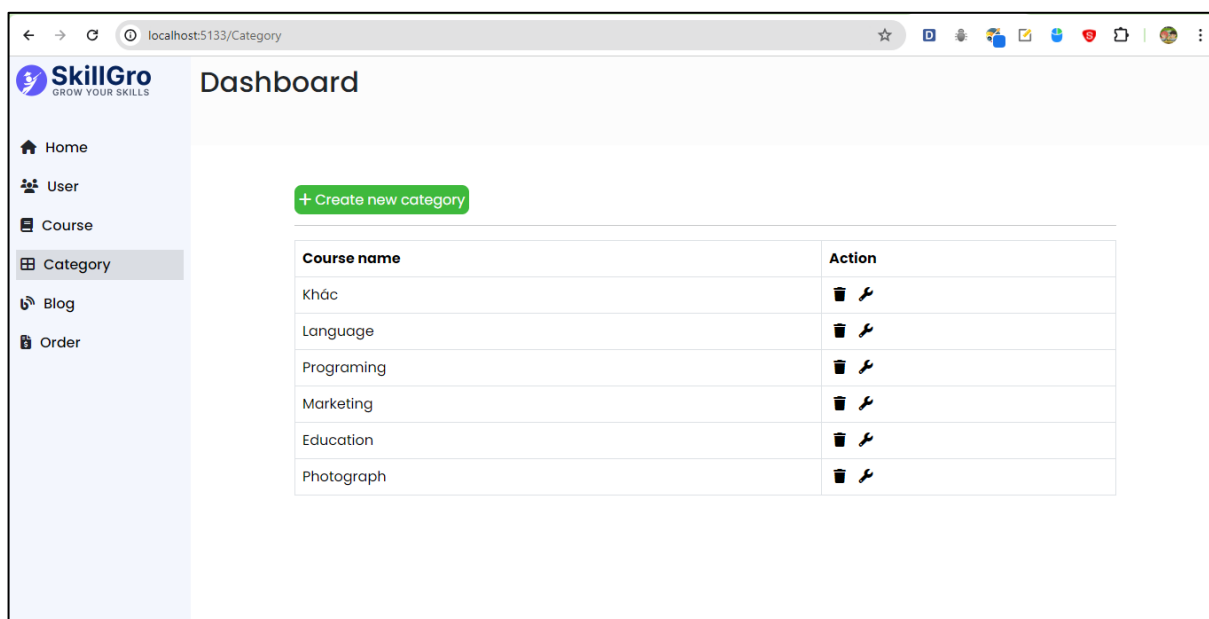 localhost:5133/Category
SkillGro
GROW YOUR SKILLS
Dashboard
Home
User
Course
Category
Blog
Order
+ Create new category
Course name Action
Khác
Language
Programing
Marketing
Education
Photograph